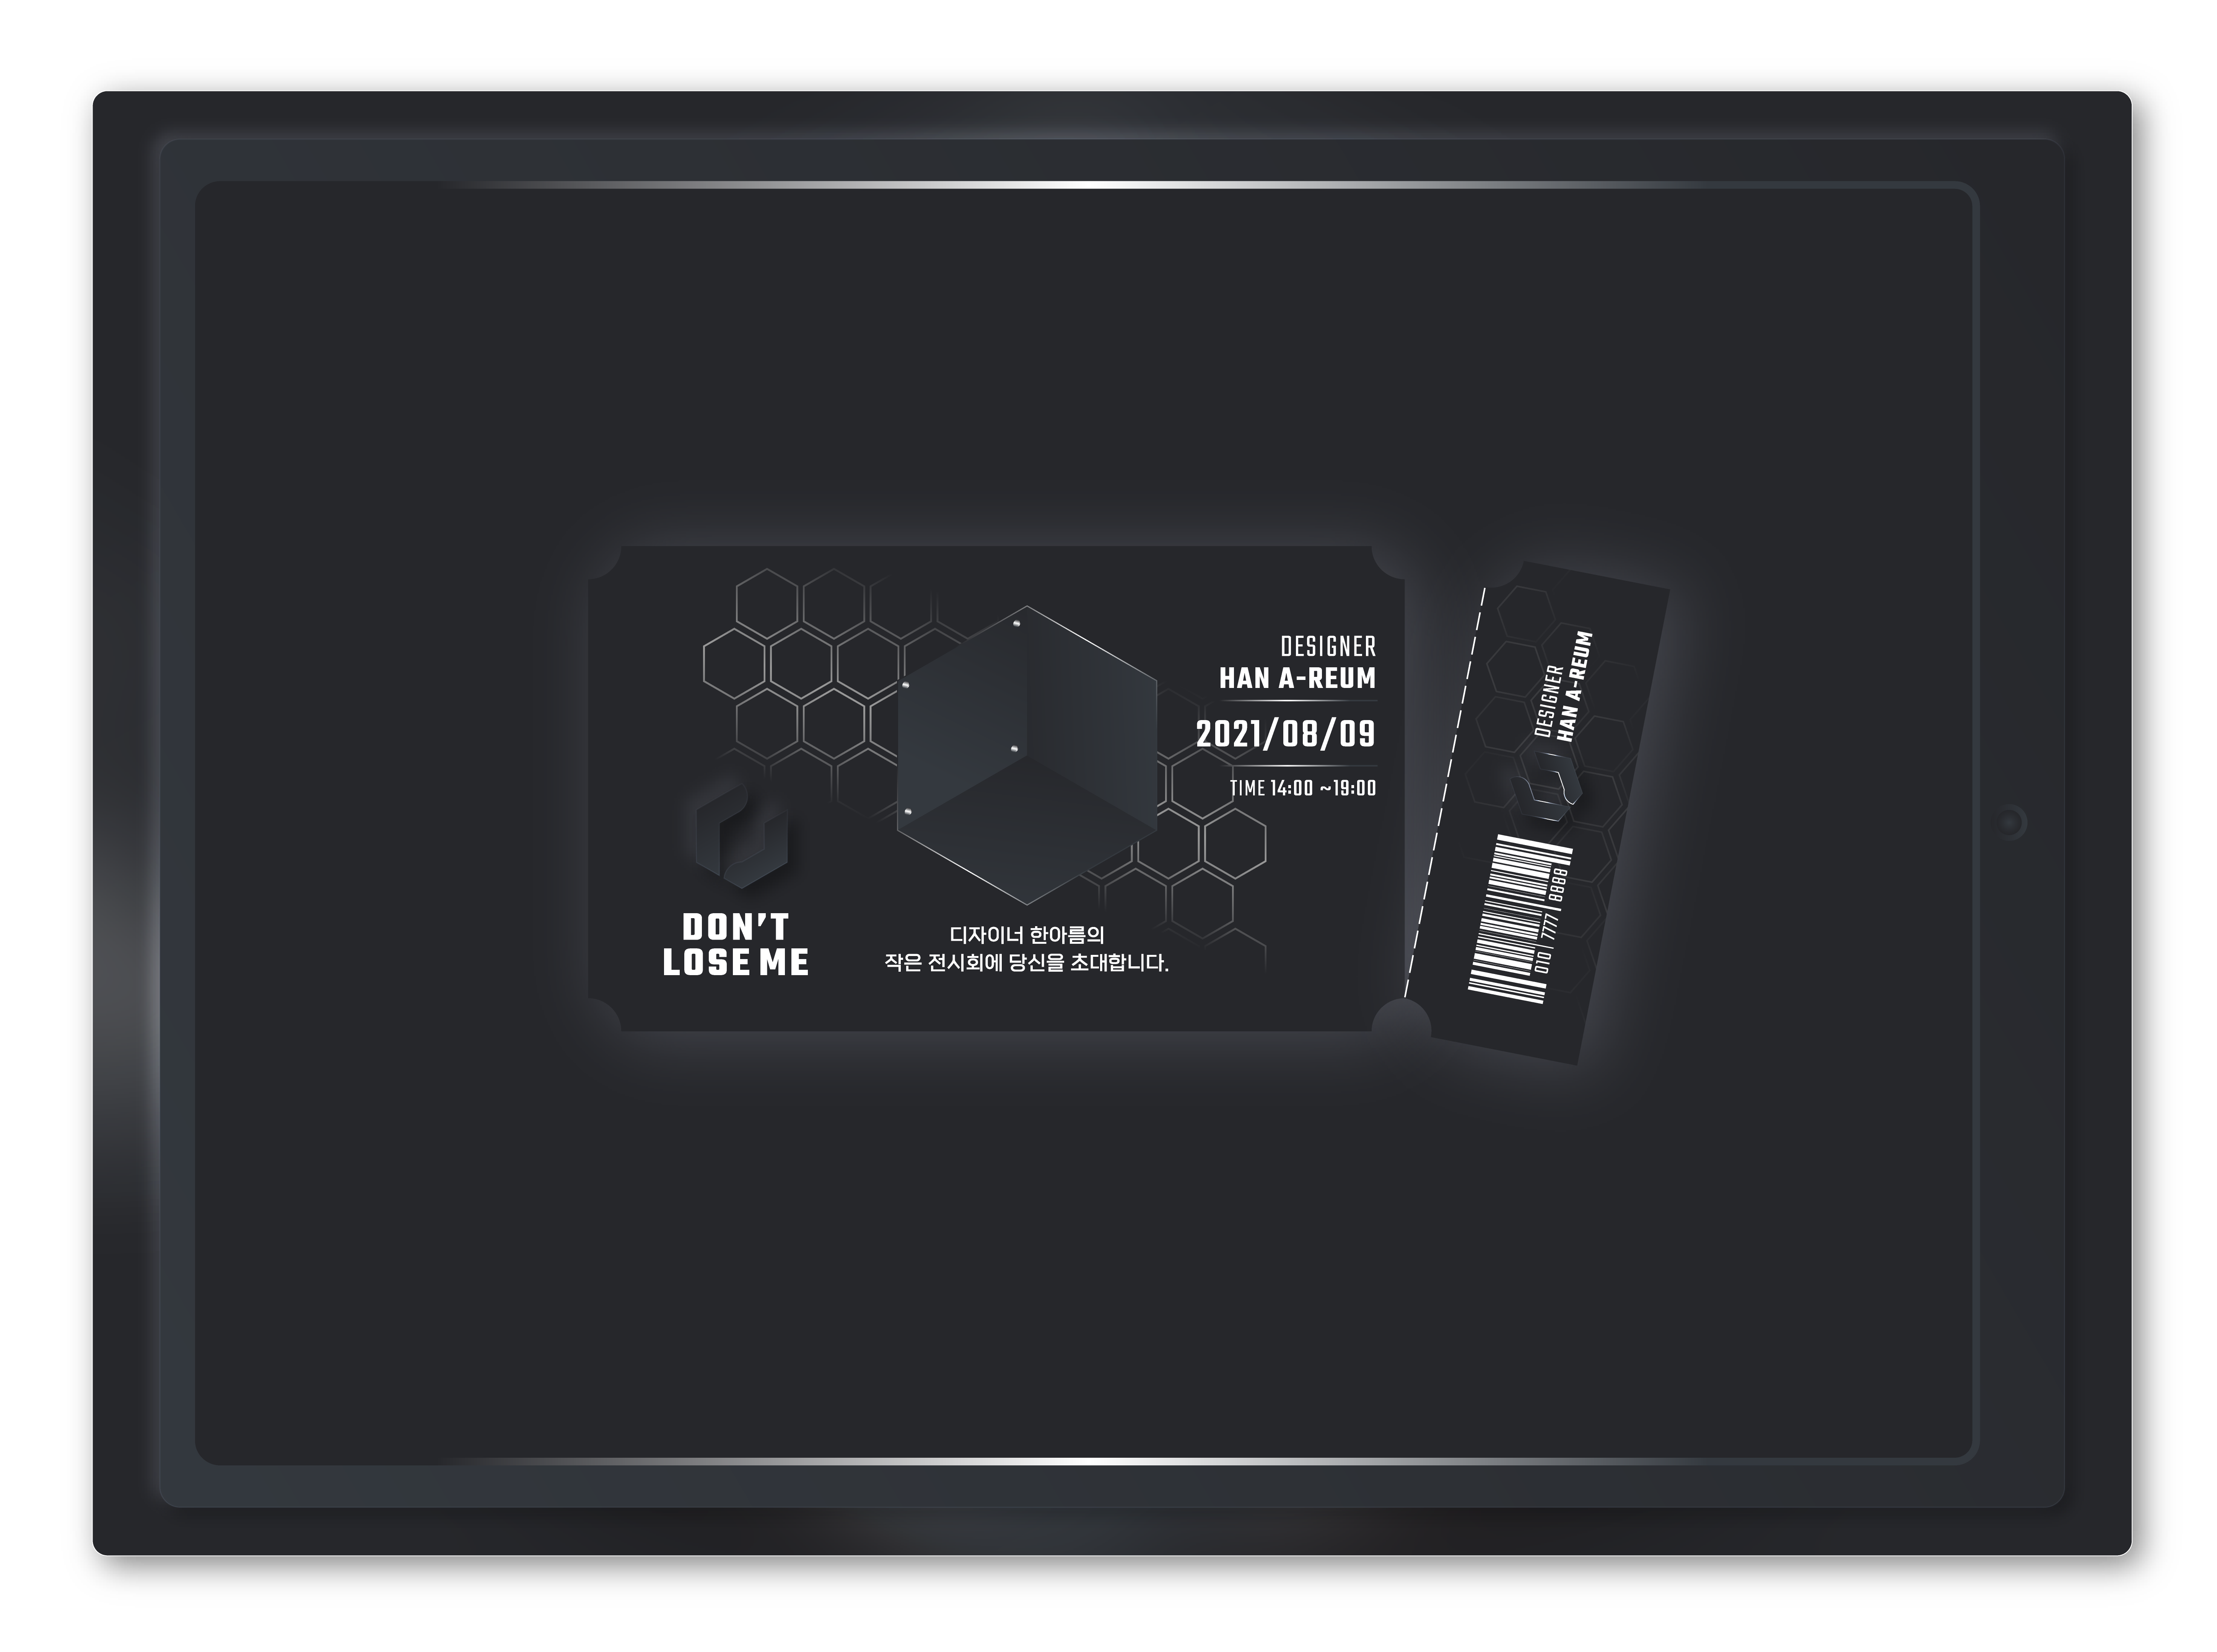 DESIGNER
HAN A-REUM
2021/08/09
TIME 14:00 ~19:00
DON'T
LOSE ME
디자이너 한아름의
작은 전시회에 당신을 초대합니다.
DESIGNER
HAN A-REUM
010 7777 8888